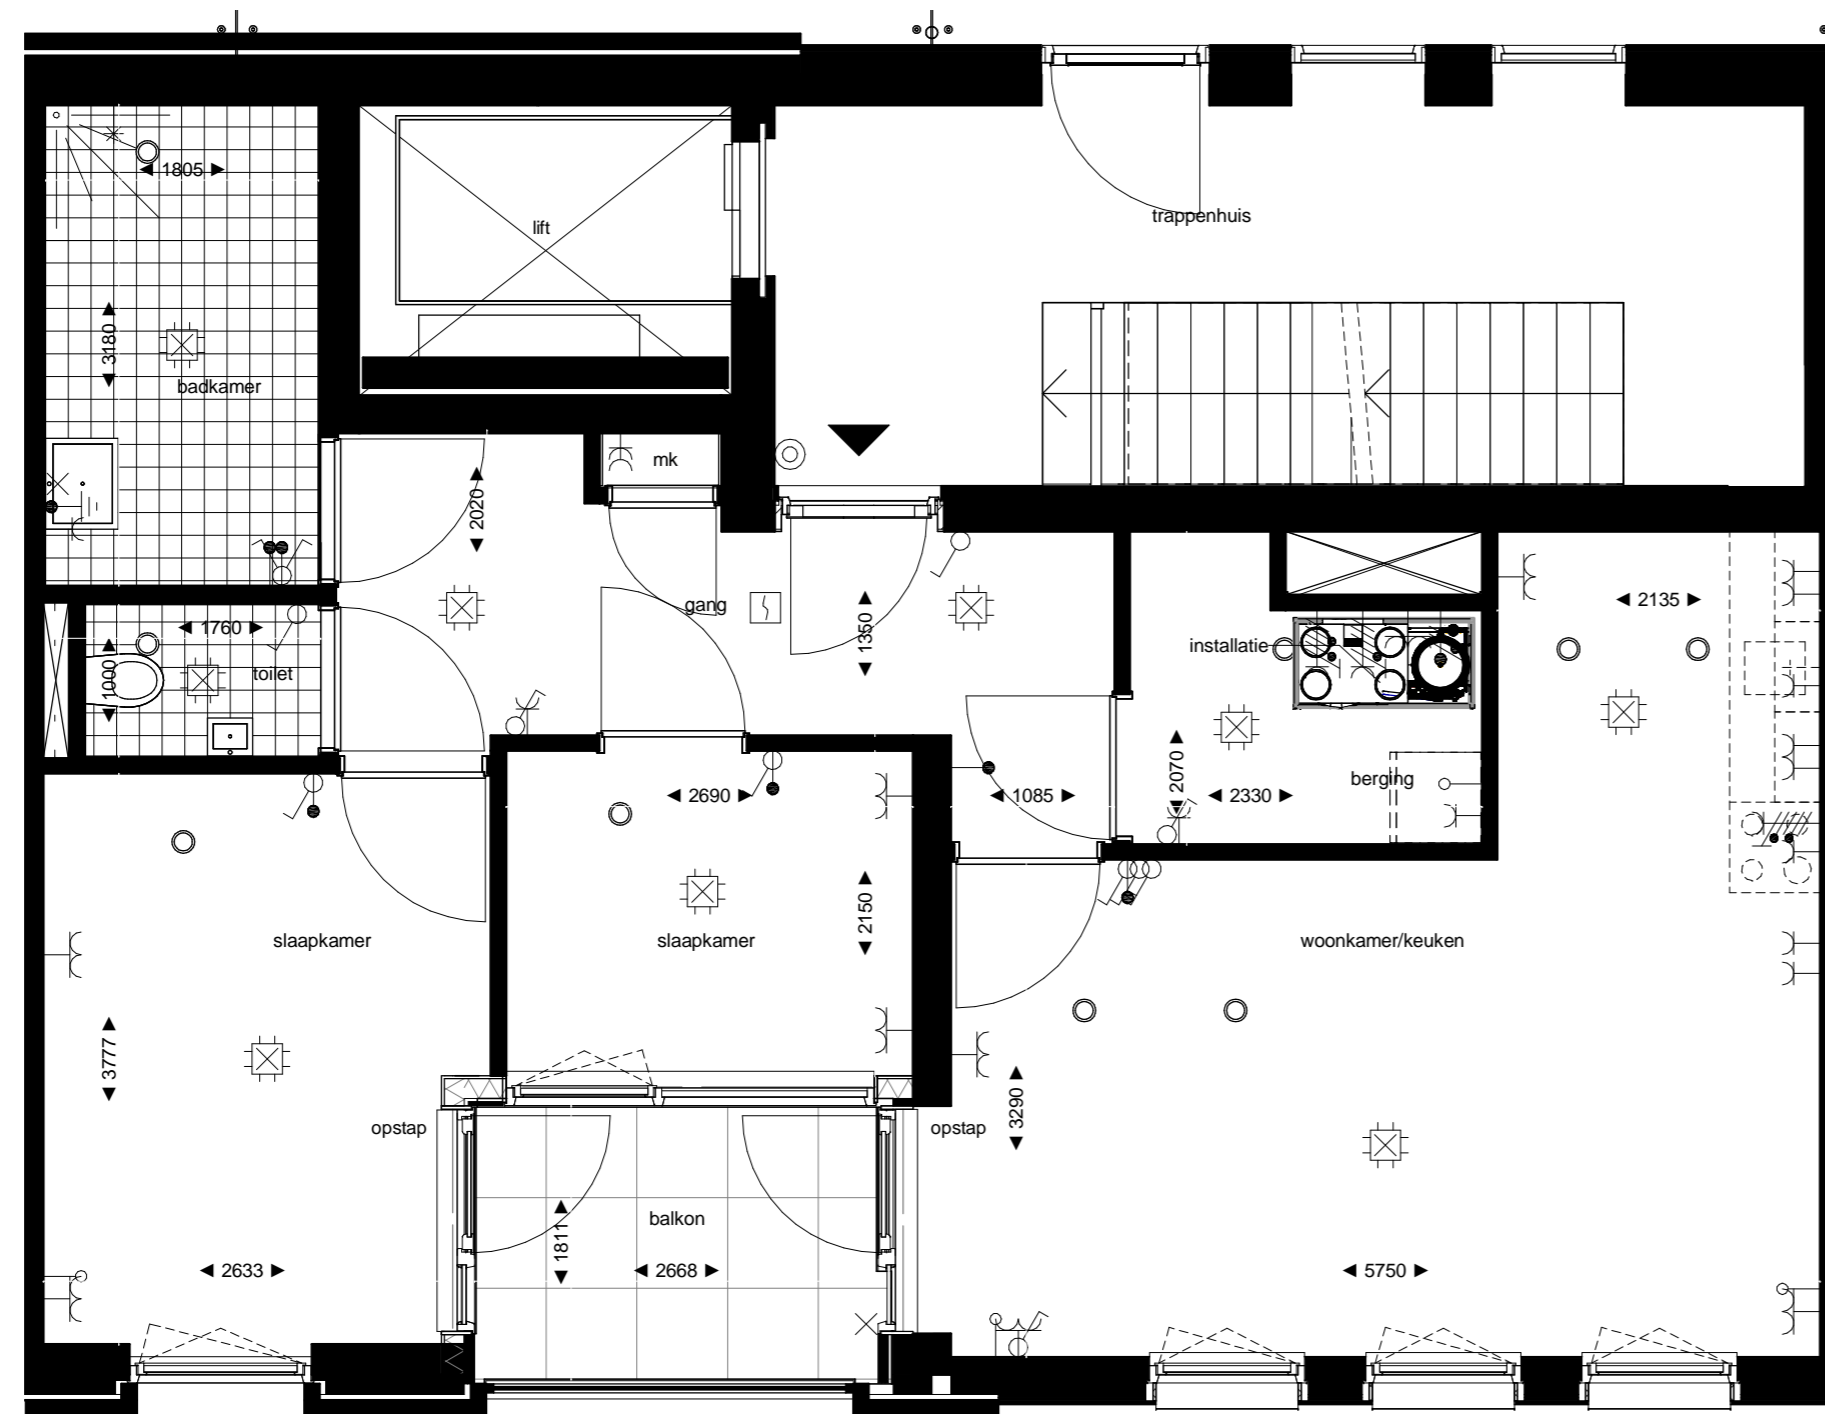 ◄ 1805 ►
lift
trappenhuis
◄ 3180 ►
badkamer
mk
◄ 2020 ►
gang
◄ 1350 ►
◄ 2135 ►
◄ 1760 ►
installatie
toilet
◄ 1000 ►
◄ 2690 ►
◄ 1085 ►
◄ 2070 ►
◄ 2330 ►
berging
◄ 2150 ►
slaapkamer
slaapkamer
woonkamer/keuken
◄ 3777 ►
◄ 3290 ►
opstap
opstap
balkon
◄ 1811 ►
◄ 2633 ►
◄ 2668 ►
◄ 5750 ►